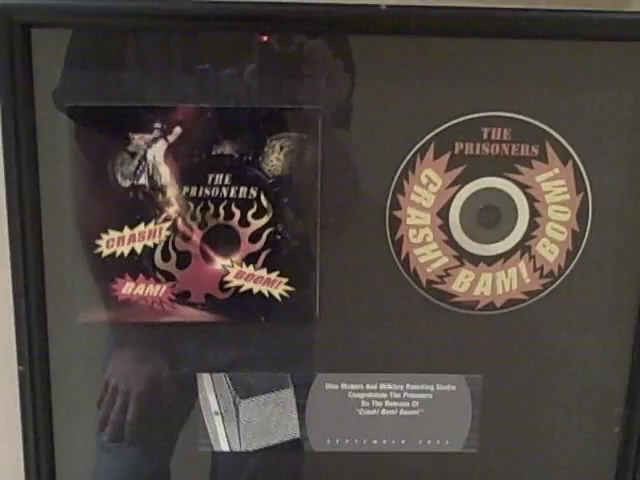 THE
PRISONERS
CRASH!
BAM!
BOOM!
THE
PRISONERS
CRASH! BAM! BOOM!
Disc Makers And Milkboy Recording Studio
Congratulate The Prisoners
On The Release Of
"Crash! Bam! Boom!"
SEPTEMBER